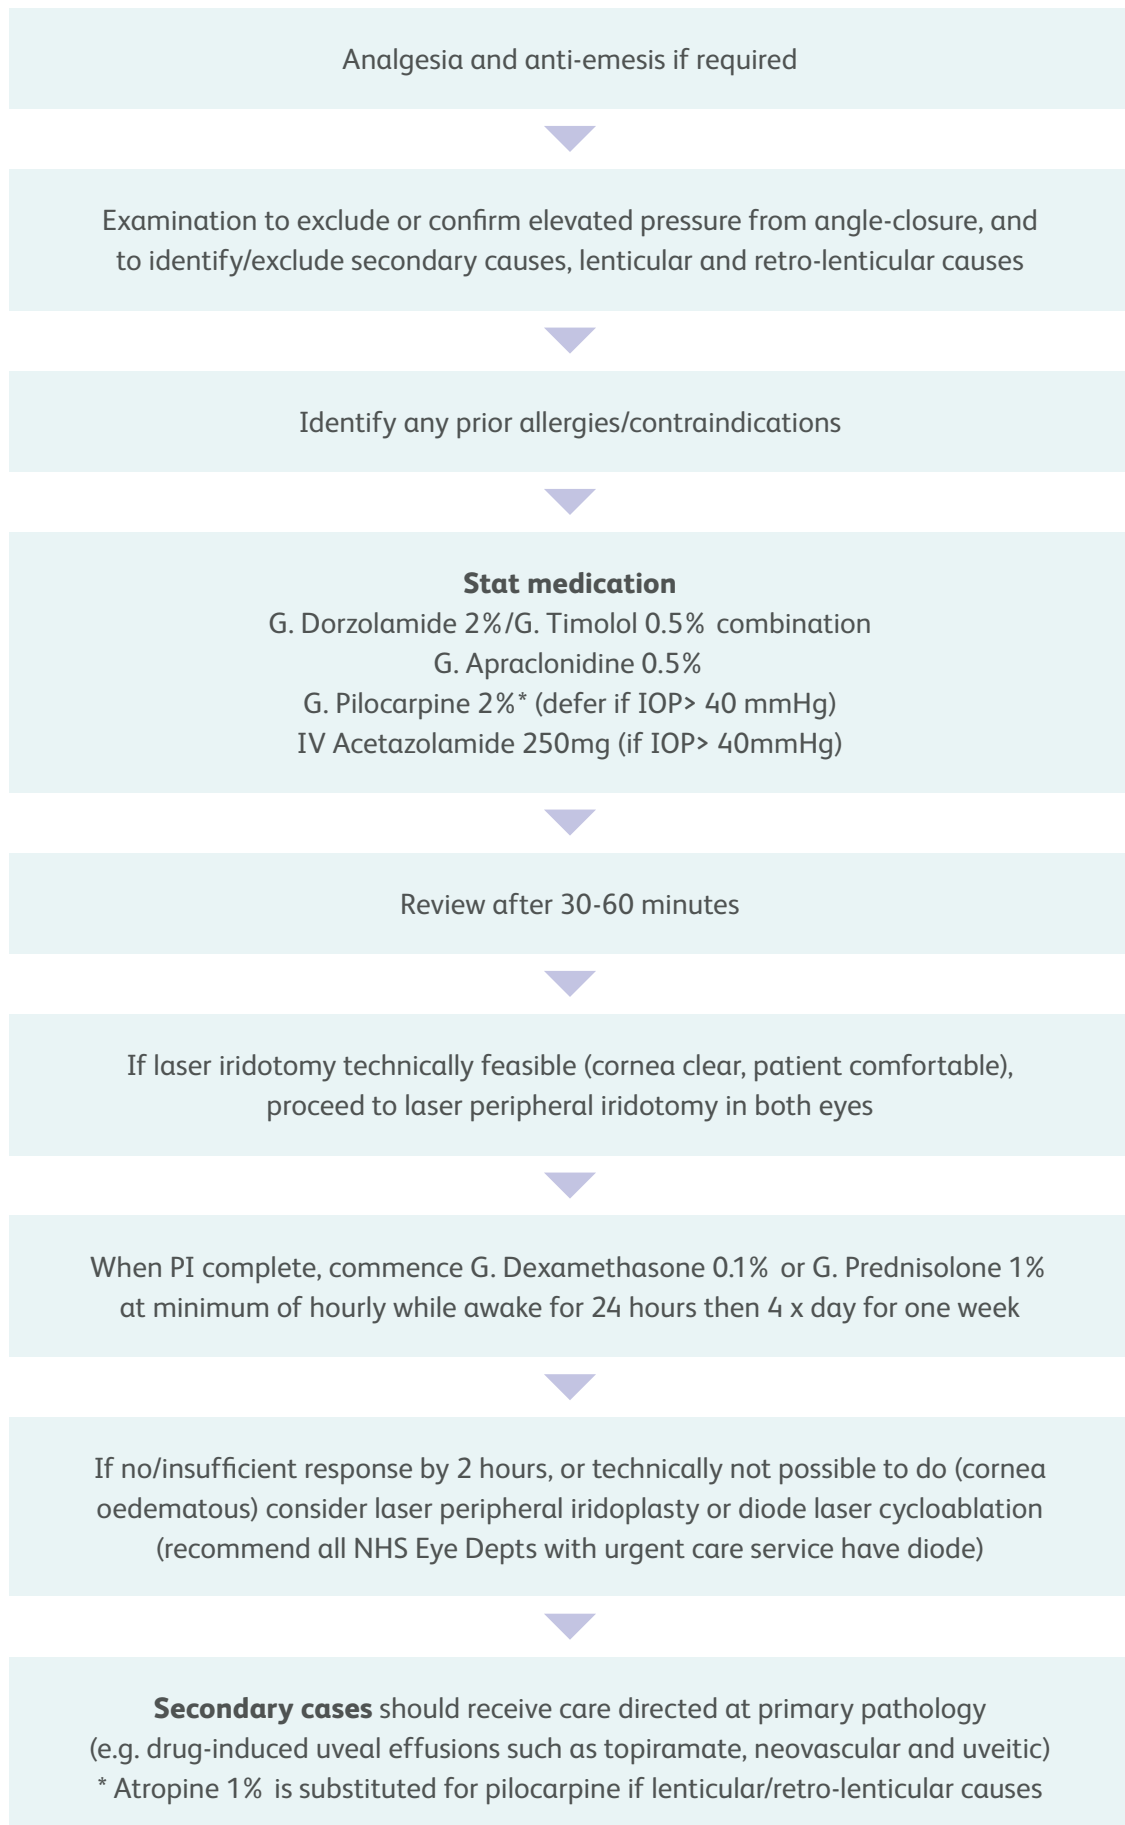 Analgesia and anti-emesis if required
Examination to exclude or confirm elevated pressure from angle-closure, and
to identify/exclude secondary causes, lenticular and retro-lenticular causes
Identify any prior allergies/contraindications
Stat medication
G. Dorzolamide 2%/G. Timolol 0.5% combination
G. Apraclonidine 0.5%
G. Pilocarpine 2%* (defer if IOP> 40 mmHg)
IV Acetazolamide 250mg (if IOP> 40mmHg)
Review after 30-60 minutes
If laser iridotomy technically feasible (cornea clear, patient comfortable),
proceed to laser peripheral iridotomy in both eyes
When PI complete, commence G. Dexamethasone 0.1% or G. Prednisolone 1%
at minimum of hourly while awake for 24 hours then 4 x day for one week
If no/insufficient response by 2 hours, or technically not possible to do (cornea
oedematous) consider laser peripheral iridoplasty or diode laser cycloablation
(recommend all NHS Eye Depts with urgent care service have diode)
Secondary cases should receive care directed at primary pathology
(e.g. drug-induced uveal effusions such as topiramate, neovascular and uveitic)
* Atropine 1% is substituted for pilocarpine if lenticular/retro-lenticular causes